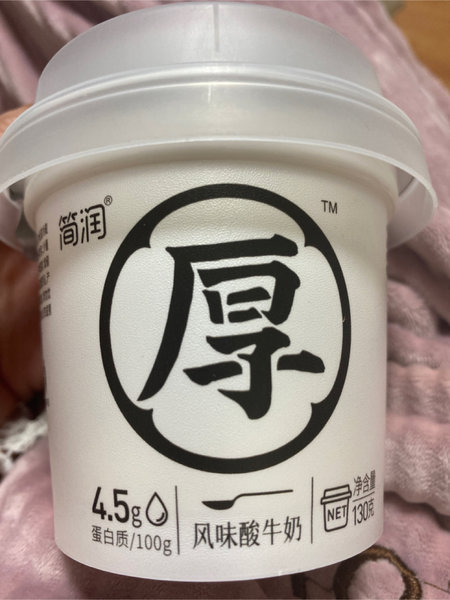 简润®
TM
厚
4.5g
蛋白质/100g
风味酸牛奶
NET
净含量
130克